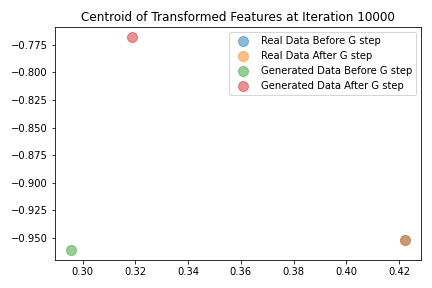 Centroid of Transformed Features at Iteration 10000
Real Data Before G step
Real Data After G step
Generated Data Before G step
Generated Data After G step
−0.775
−0.800
−0.825
−0.850
−0.875
−0.900
−0.925
−0.950
0.30 0.32 0.34 0.36 0.38 0.40 0.42